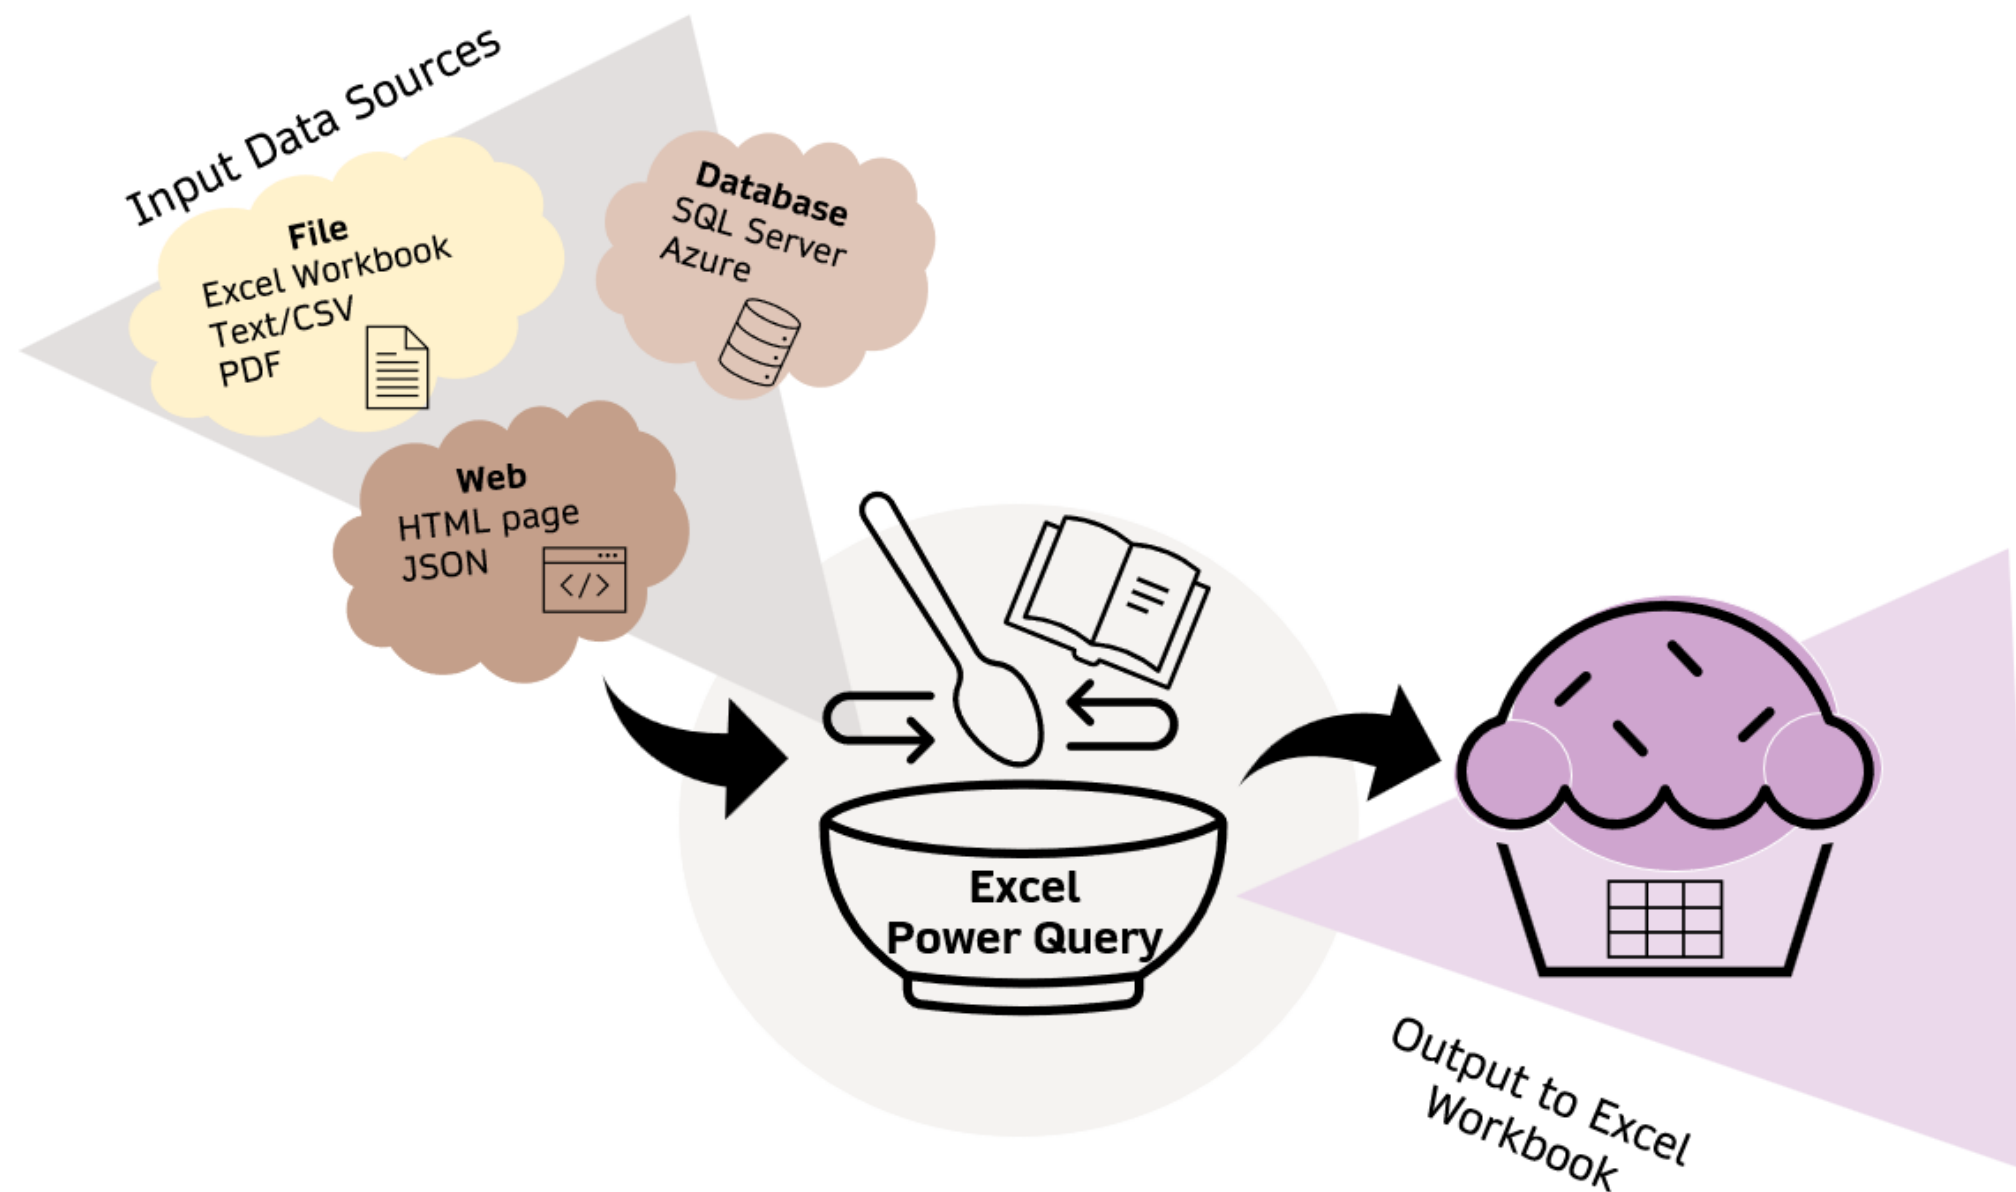 Input Data Sources
File
Excel Workbook
Text/CSV
PDF
Database
SQL Server
Azure
Web
HTML page
JSON
</>
Excel
Power Query
Output to Excel
Workbook